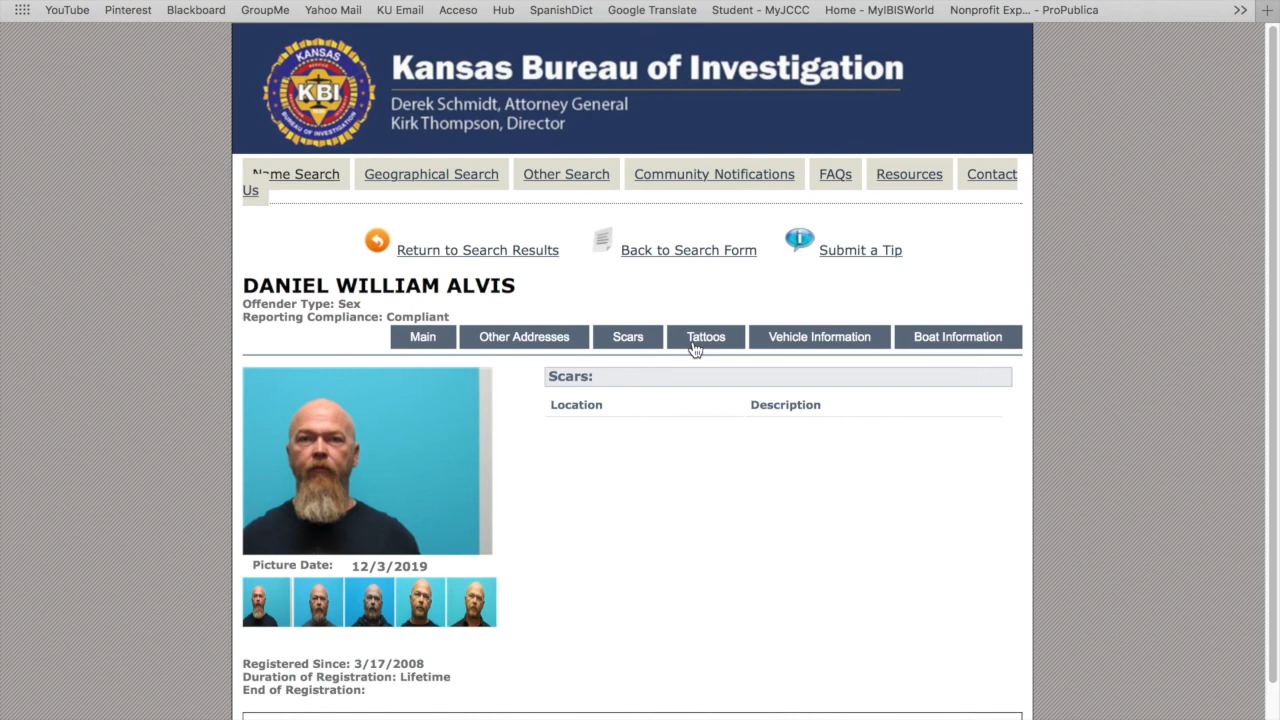 YouTube Pinterest Blackboard GroupMe Yahoo Mail KU Email Acceso Hub SpanishDict Google Translate Student - MyJCCC Home - MyIBISWorld Nonprofit Exp... - ProPublica >> +
KANSAS
KBI
BUREAU OF INVESTIGATION
Kansas Bureau of Investigation
Derek Schmidt, Attorney General
Kirk Thompson, Director
Name Search Geographical Search Other Search Community Notifications FAQs Resources Contact
Us
Return to Search Results Back to Search Form Submit a Tip
DANIEL WILLIAM ALVIS
Offender Type: Sex
Reporting Compliance: Compliant
Main Other Addresses Scars Tattoos Vehicle Information Boat Information
Scars:
Location Description
Picture Date: 12/3/2019
Registered Since: 3/17/2008
Duration of Registration: Lifetime
End of Registration: